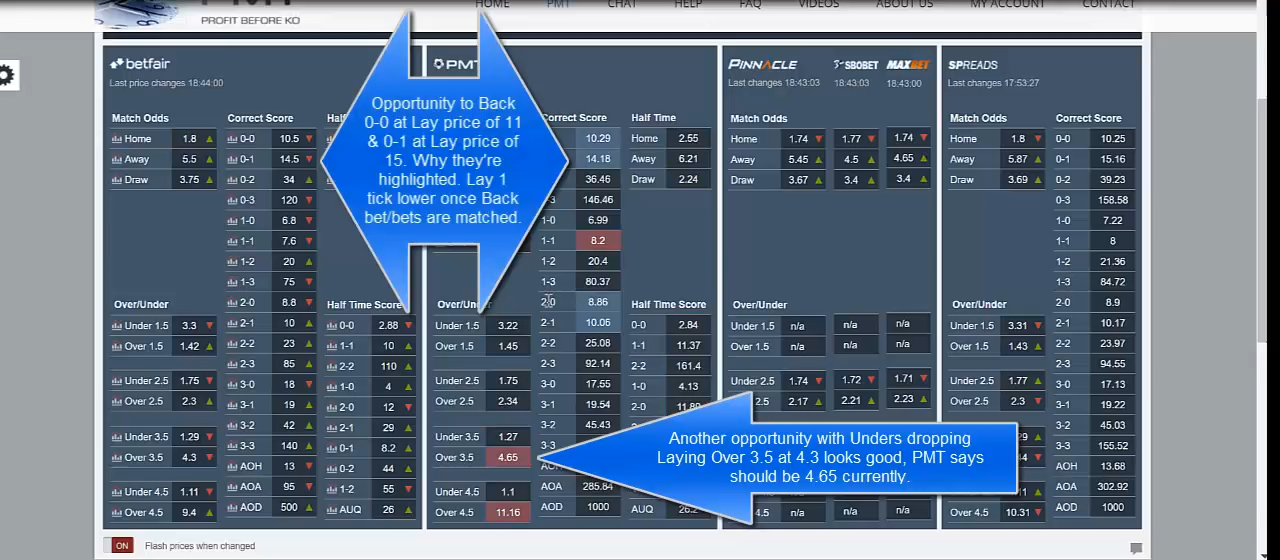 HOME PMT CHAT HELP FAQ VIDEOS ABOUT US MY ACCOUNT CONTACT
PROFIT BEFORE KO
betfair
Last price changes 18:44:00
Match Odds
Home 1.8
Away 5.5
Draw 3.75
Over/Under
Under 1.5 3.3
Over 1.5 1.42
Under 2.5 1.75
Over 2.5 2.3
Under 3.5 1.29
Over 3.5 4.3
Under 4.5 1.11
Over 4.5 9.4
Correct Score
0-0 10.5
0-1 14.5
0-2 34
0-3 120
1-0 6.8
1-1 7.6
1-2 20
1-3 75
2-0 8.8
2-1 10
2-2 23
2-3 85
3-0 18
3-1 19
3-2 42
3-3 140
AOH 13
AOA 95
AOD 500
Half Time Score
0-0 2.88
1-1 10
2-2 110
1-0 4
2-0 12
2-1 29
0-1 8.2
0-2 44
1-2 55
AUQ 26
Opportunity to Back
0-0 at Lay price of 11
& 0-1 at Lay price of
15. Why they're
highlighted. Lay 1
tick lower once Back
bet/bets are matched.
PMT
Under 1.5 3.22
Over 1.5 1.45
Under 2.5 1.75
Over 2.5 2.34
Under 3.5 1.27
Over 3.5 4.65
Under 4.5 1.1
Over 4.5 11.16
Correct Score
10.29
14.18
36.46
146.46
1-0 6.99
1-1 8.2
1-2 20.4
1-3 80.37
2-0 8.86
2-1 10.06
2-2 25.08
2-3 92.14
3-0 17.55
3-1 19.54
3-2 45.43
3-3
AOA 285.84
AOD 1000
Half Time
Home 2.55
Away 6.21
Draw 2.24
Half Time Score
0-0 2.84
1-1 11.37
2-2 161.4
1-0 4.13
2-0
AUQ
Another opportunity with Unders dropping
Laying Over 3.5 at 4.3 looks good, PMT says
should be 4.65 currently.
PINNACLE SBOBET MAXBET
Last changes 18:43:03 18:43:03 18:43:00
Match Odds
Home 1.74 1.77 1.74
Away 5.45 4.5 4.65
Draw 3.67 3.4 3.4
Over/Under
Under 1.5 n/a n/a n/a
Over 1.5 n/a n/a n/a
Under 2.5 1.74 1.72 1.71
2.5 2.17 2.21 2.23
4.5 n/a n/a n/a
SPREADS
Last changes 17:53:27
Match Odds
Home 1.8
Away 5.87
Draw 3.69
Over/Under
Under 1.5 3.31
Over 1.5 1.43
Under 2.5 1.77
Over 2.5 2.3
Over 4.5 10.31
Correct Score
0-0 10.25
0-1 15.16
0-2 39.23
0-3 158.58
1-0 7.22
1-1 8
1-2 21.36
1-3 84.72
2-0 8.9
2-1 10.17
2-2 23.97
2-3 94.55
3-0 17.13
3-1 19.22
3-2 45.03
3-3 155.52
AOH 13.68
AOA 302.92
AOD 1000
ON Flash prices when changed